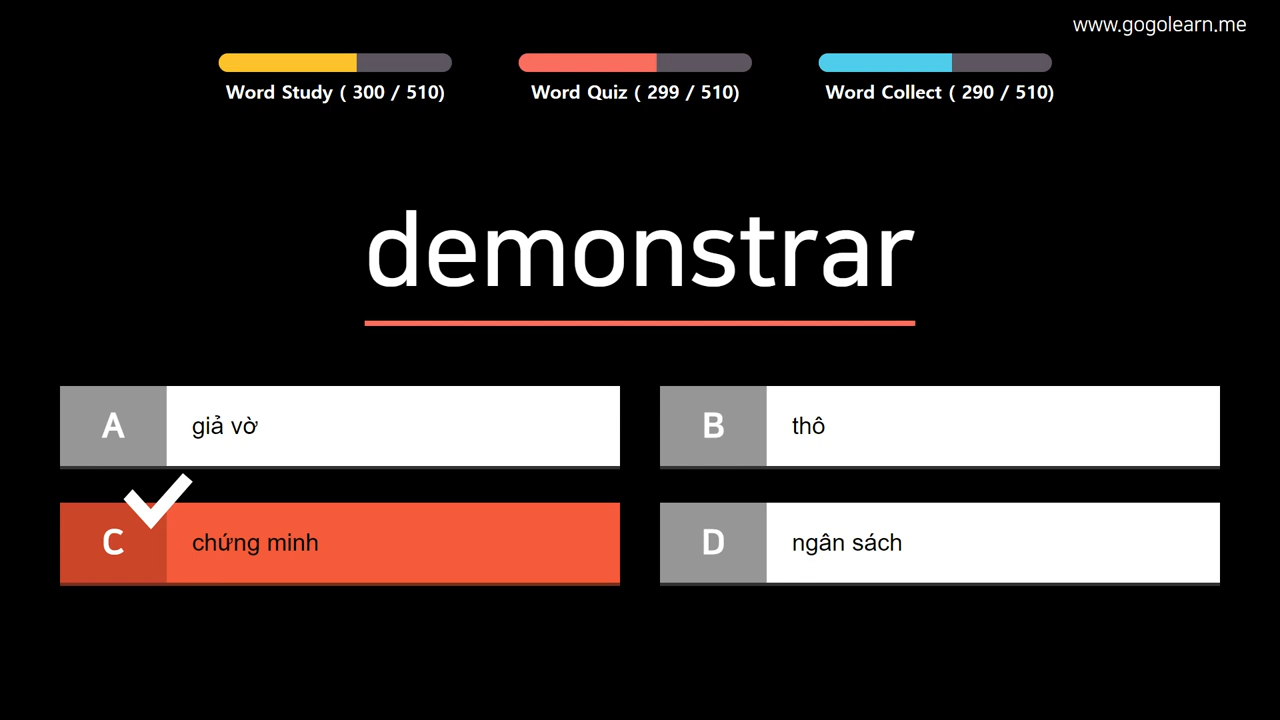 www.gogolearn.me
Word Study ( 300 / 510)
Word Quiz ( 299 / 510)
Word Collect ( 290 / 510)
demonstrar
A
giả vờ
B
thô
C
chứng minh
D
ngân sách